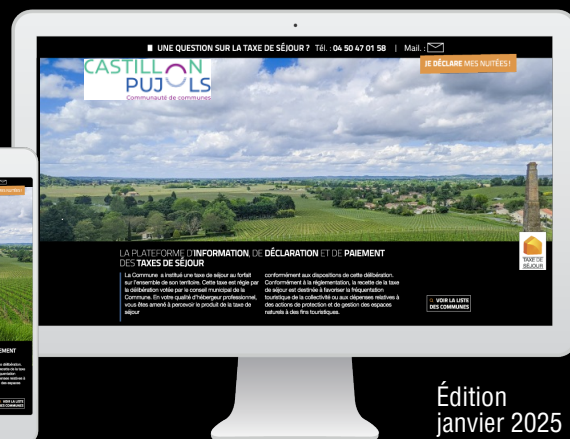 UNE QUESTION SUR LA TAXE DE SÉJOUR ? Tél. : 04 50 47 01 58 | Mail. :
JE DÉCLARE MES NUITÉES !
CASTILLON
PUJOLS
Communauté de communes
LA PLATEFORME D'INFORMATION, DE DÉCLARATION ET DE PAIEMENT
DES TAXES DE SÉJOUR
La Commune a institué une taxe de séjour au forfait
sur l'ensemble de son territoire. Cette taxe est régie par
la délibération votée par le conseil municipal de la
Commune. En votre qualité d'hébergeur professionnel,
vous êtes amené à percevoir le produit de la taxe de
séjour
conformément aux dispositions de cette délibération.
Conformément à la réglementation, la recette de la taxe
de séjour est destinée à favoriser la fréquentation
touristique de la collectivité ou aux dépenses relatives à
des actions de protection et de gestion des espaces
naturels à des fins touristiques.
TAXE DE
SÉJOUR
VOIR LA LISTE
DES COMMUNES
Édition
janvier 2025